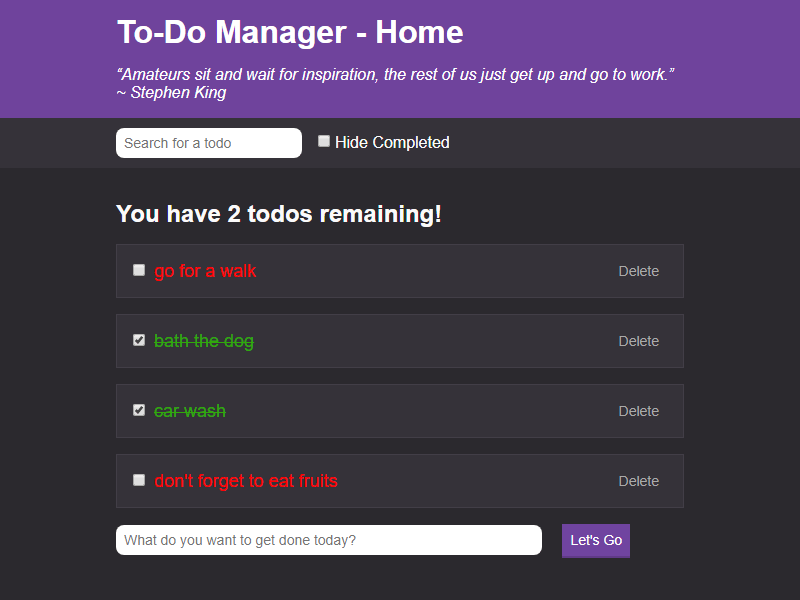 To-Do Manager - Home
“Amateurs sit and wait for inspiration, the rest of us just get up and go to work.”
~ Stephen King
Search for a todo Hide Completed
You have 2 todos remaining!
go for a walk Delete
bath the dog Delete
car wash Delete
don't forget to eat fruits Delete
What do you want to get done today? Let's Go